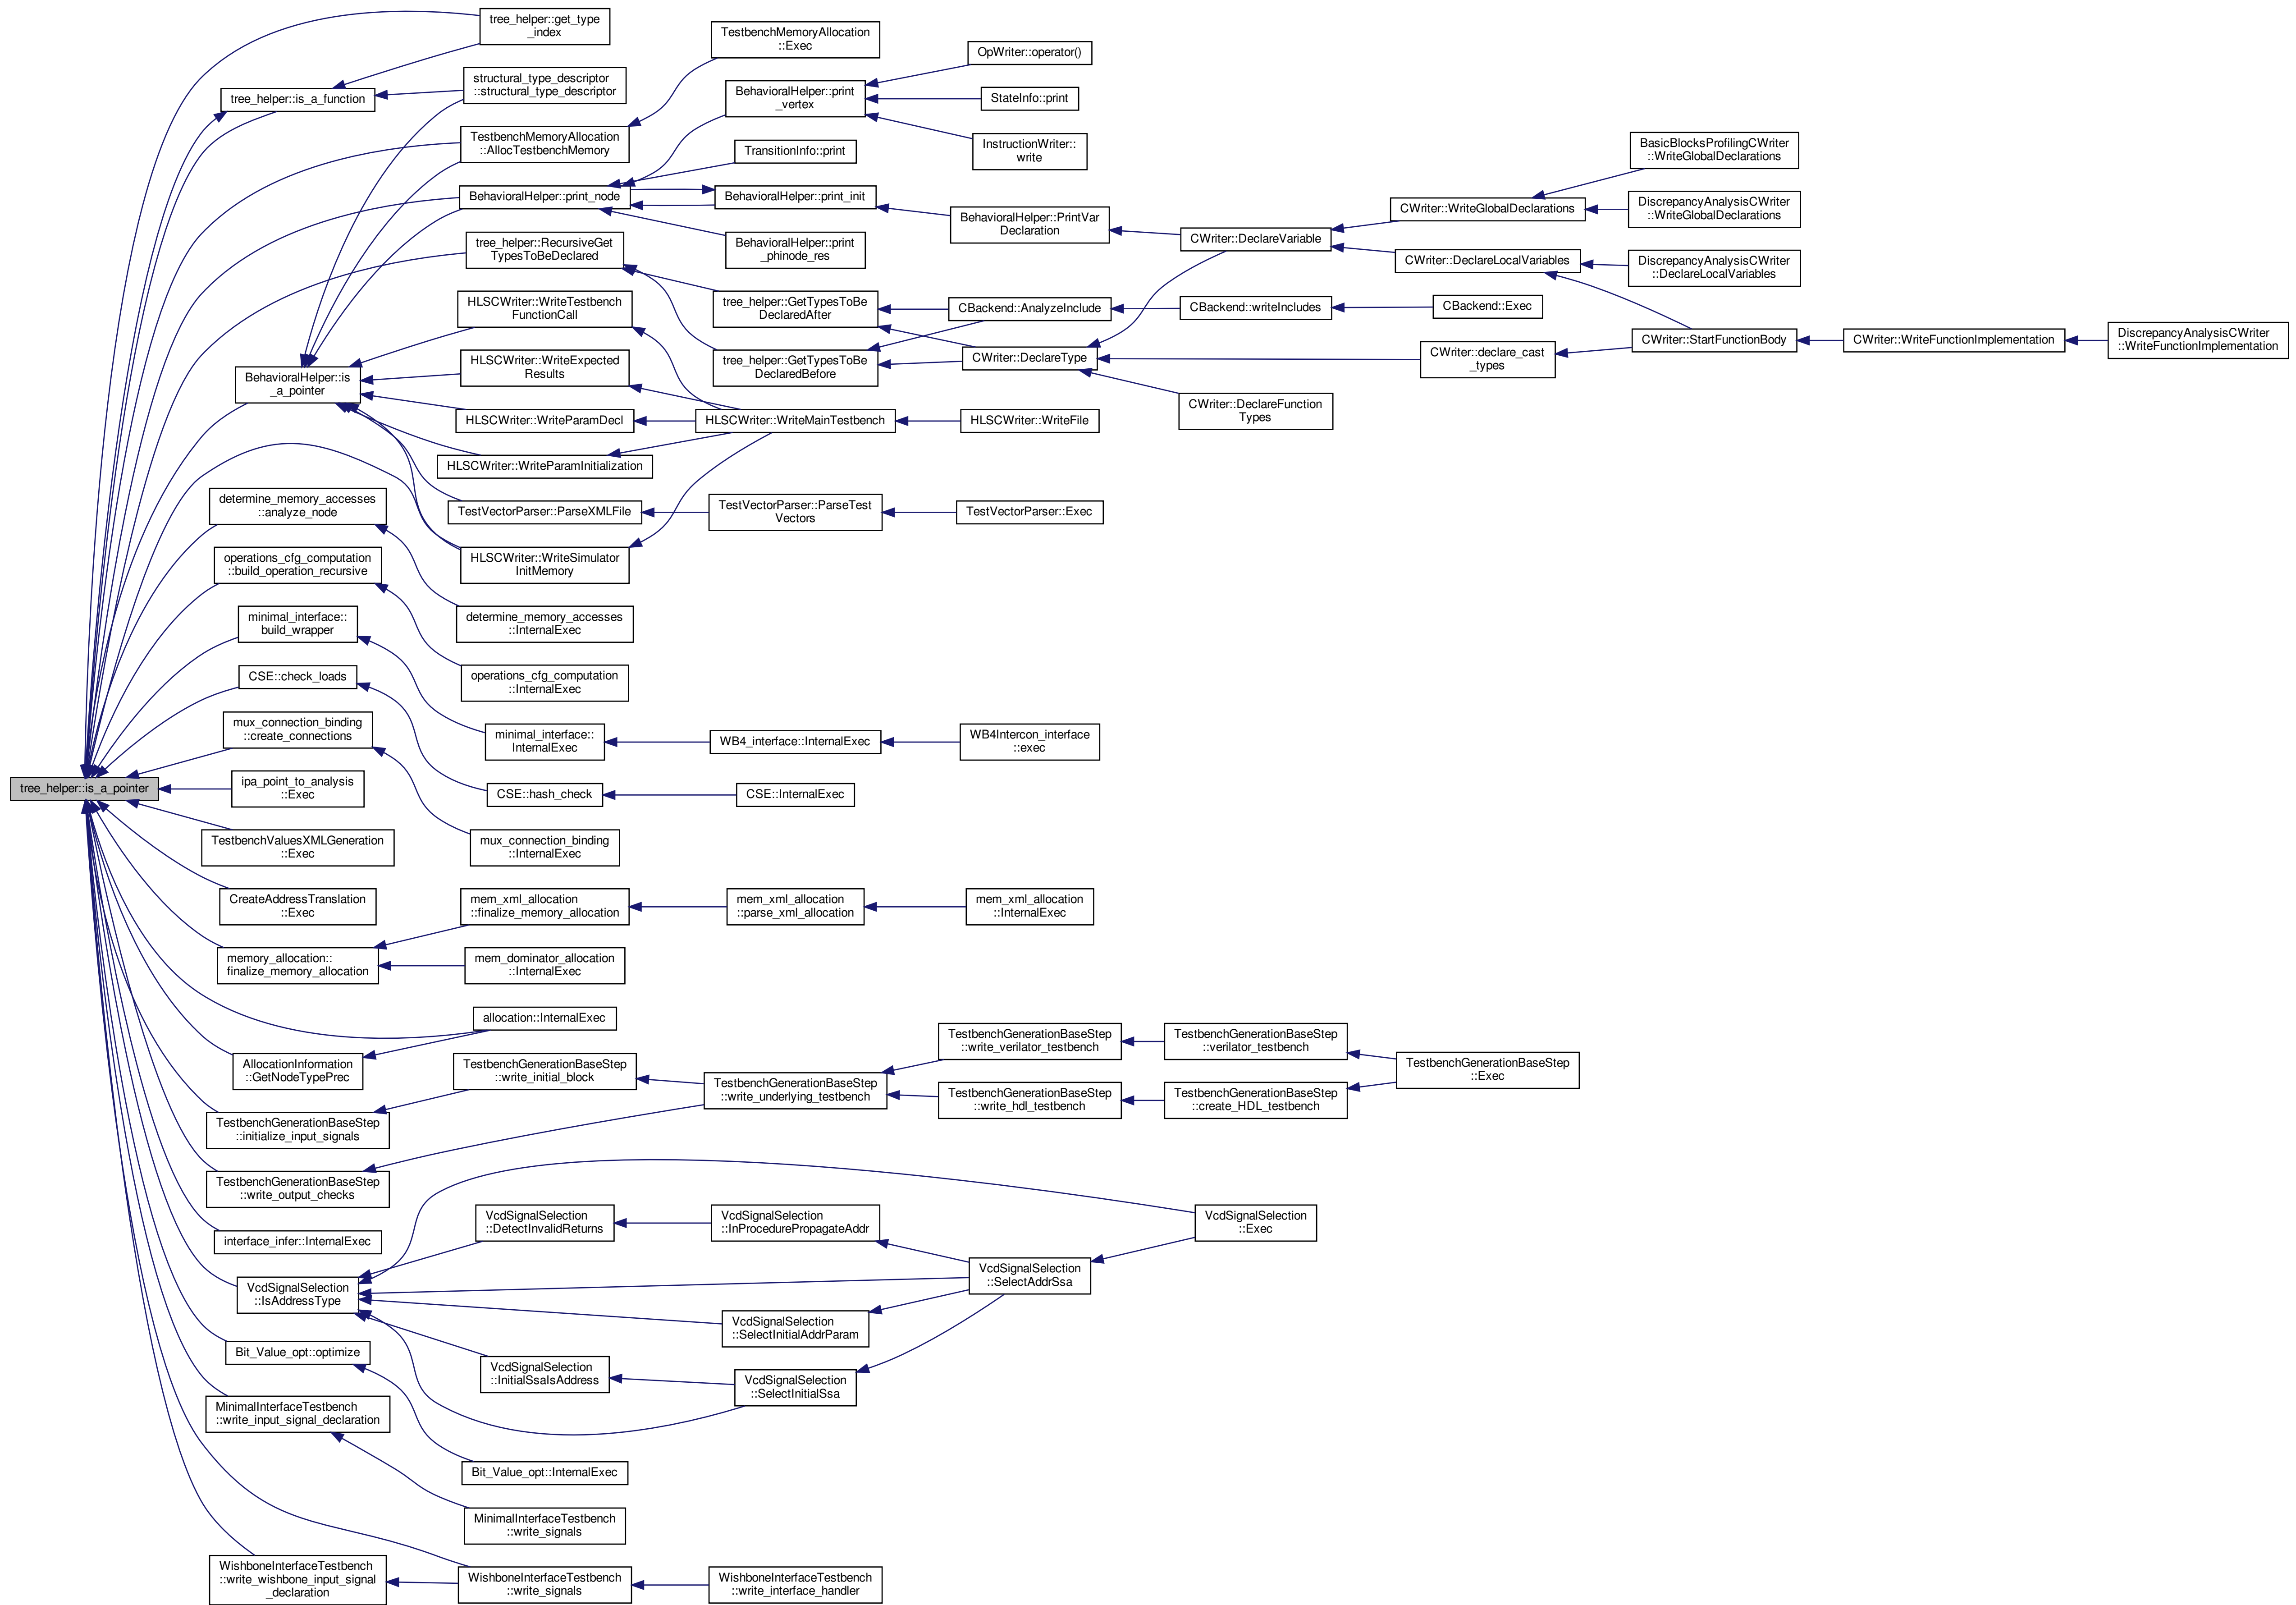 tree_helper::get_type
_index
TestbenchMemoryAllocation
::Exec
OpWriter::operator()
structural_type_descriptor
::structural_type_descriptor
tree_helper::is_a_function
BehavioralHelper::print
_vertex
StateInfo::print
TestbenchMemoryAllocation
::AllocTestbenchMemory
TransitionInfo::print
InstructionWriter::
write
BasicBlocksProfilingCWriter
::WriteGlobalDeclarations
BehavioralHelper::print_node
BehavioralHelper::print_init
BehavioralHelper::PrintVar
Declaration
CWriter::WriteGlobalDeclarations
DiscrepancyAnalysisCWriter
::WriteGlobalDeclarations
tree_helper::RecursiveGet
TypesToBeDeclared
BehavioralHelper::print
_phinode_res
CWriter::DeclareVariable
CWriter::DeclareLocalVariables
DiscrepancyAnalysisCWriter
::DeclareLocalVariables
HLSCWriter::WriteTestbench
FunctionCall
tree_helper::GetTypesToBe
DeclaredAfter
CBackend::AnalyzeInclude
CBackend::writeIncludes
CBackend::Exec
HLSCWriter::WriteExpected
Results
tree_helper::GetTypesToBe
DeclaredBefore
CWriter::DeclareType
CWriter::declare_cast
_types
CWriter::StartFunctionBody
CWriter::WriteFunctionImplementation
DiscrepancyAnalysisCWriter
::WriteFunctionImplementation
BehavioralHelper::is
_a_pointer
CWriter::DeclareFunction
Types
HLSCWriter::WriteParamDecl
HLSCWriter::WriteMainTestbench
HLSCWriter::WriteFile
HLSCWriter::WriteParamInitialization
determine_memory_accesses
::analyze_node
TestVectorParser::ParseXMLFile
TestVectorParser::ParseTest
Vectors
TestVectorParser::Exec
operations_cfg_computation
::build_operation_recursive
HLSCWriter::WriteSimulator
InitMemory
minimal_interface::
build_wrapper
determine_memory_accesses
::InternalExec
CSE::check_loads
operations_cfg_computation
::InternalExec
mux_connection_binding
::create_connections
minimal_interface::
InternalExec
WB4_interface::InternalExec
WB4Intercon_interface
::exec
tree_helper::is_a_pointer
ipa_point_to_analysis
::Exec
CSE::hash_check
CSE::InternalExec
TestbenchValuesXMLGeneration
::Exec
mux_connection_binding
::InternalExec
CreateAddressTranslation
::Exec
mem_xml_allocation
::finalize_memory_allocation
mem_xml_allocation
::parse_xml_allocation
mem_xml_allocation
::InternalExec
memory_allocation::
finalize_memory_allocation
mem_dominator_allocation
::InternalExec
allocation::InternalExec
AllocationInformation
::GetNodeTypePrec
TestbenchGenerationBaseStep
::write_initial_block
TestbenchGenerationBaseStep
::write_underlying_testbench
TestbenchGenerationBaseStep
::write_verilator_testbench
TestbenchGenerationBaseStep
::verilator_testbench
TestbenchGenerationBaseStep
::Exec
TestbenchGenerationBaseStep
::write_hdl_testbench
TestbenchGenerationBaseStep
::create_HDL_testbench
TestbenchGenerationBaseStep
::initialize_input_signals
TestbenchGenerationBaseStep
::write_output_checks
interface_infer::InternalExec
VcdSignalSelection
::DetectInvalidReturns
VcdSignalSelection
::InProcedurePropagateAddr
VcdSignalSelection
::Exec
VcdSignalSelection
::IsAddressType
VcdSignalSelection
::SelectAddrSsa
VcdSignalSelection
::SelectInitialAddrParam
Bit_Value_opt::optimize
VcdSignalSelection
::InitialSsaIsAddress
VcdSignalSelection
::SelectInitialSsa
MinimalInterfaceTestbench
::write_input_signal_declaration
Bit_Value_opt::InternalExec
MinimalInterfaceTestbench
::write_signals
WishboneInterfaceTestbench
::write_wishbone_input_signal
_declaration
WishboneInterfaceTestbench
::write_signals
WishboneInterfaceTestbench
::write_interface_handler